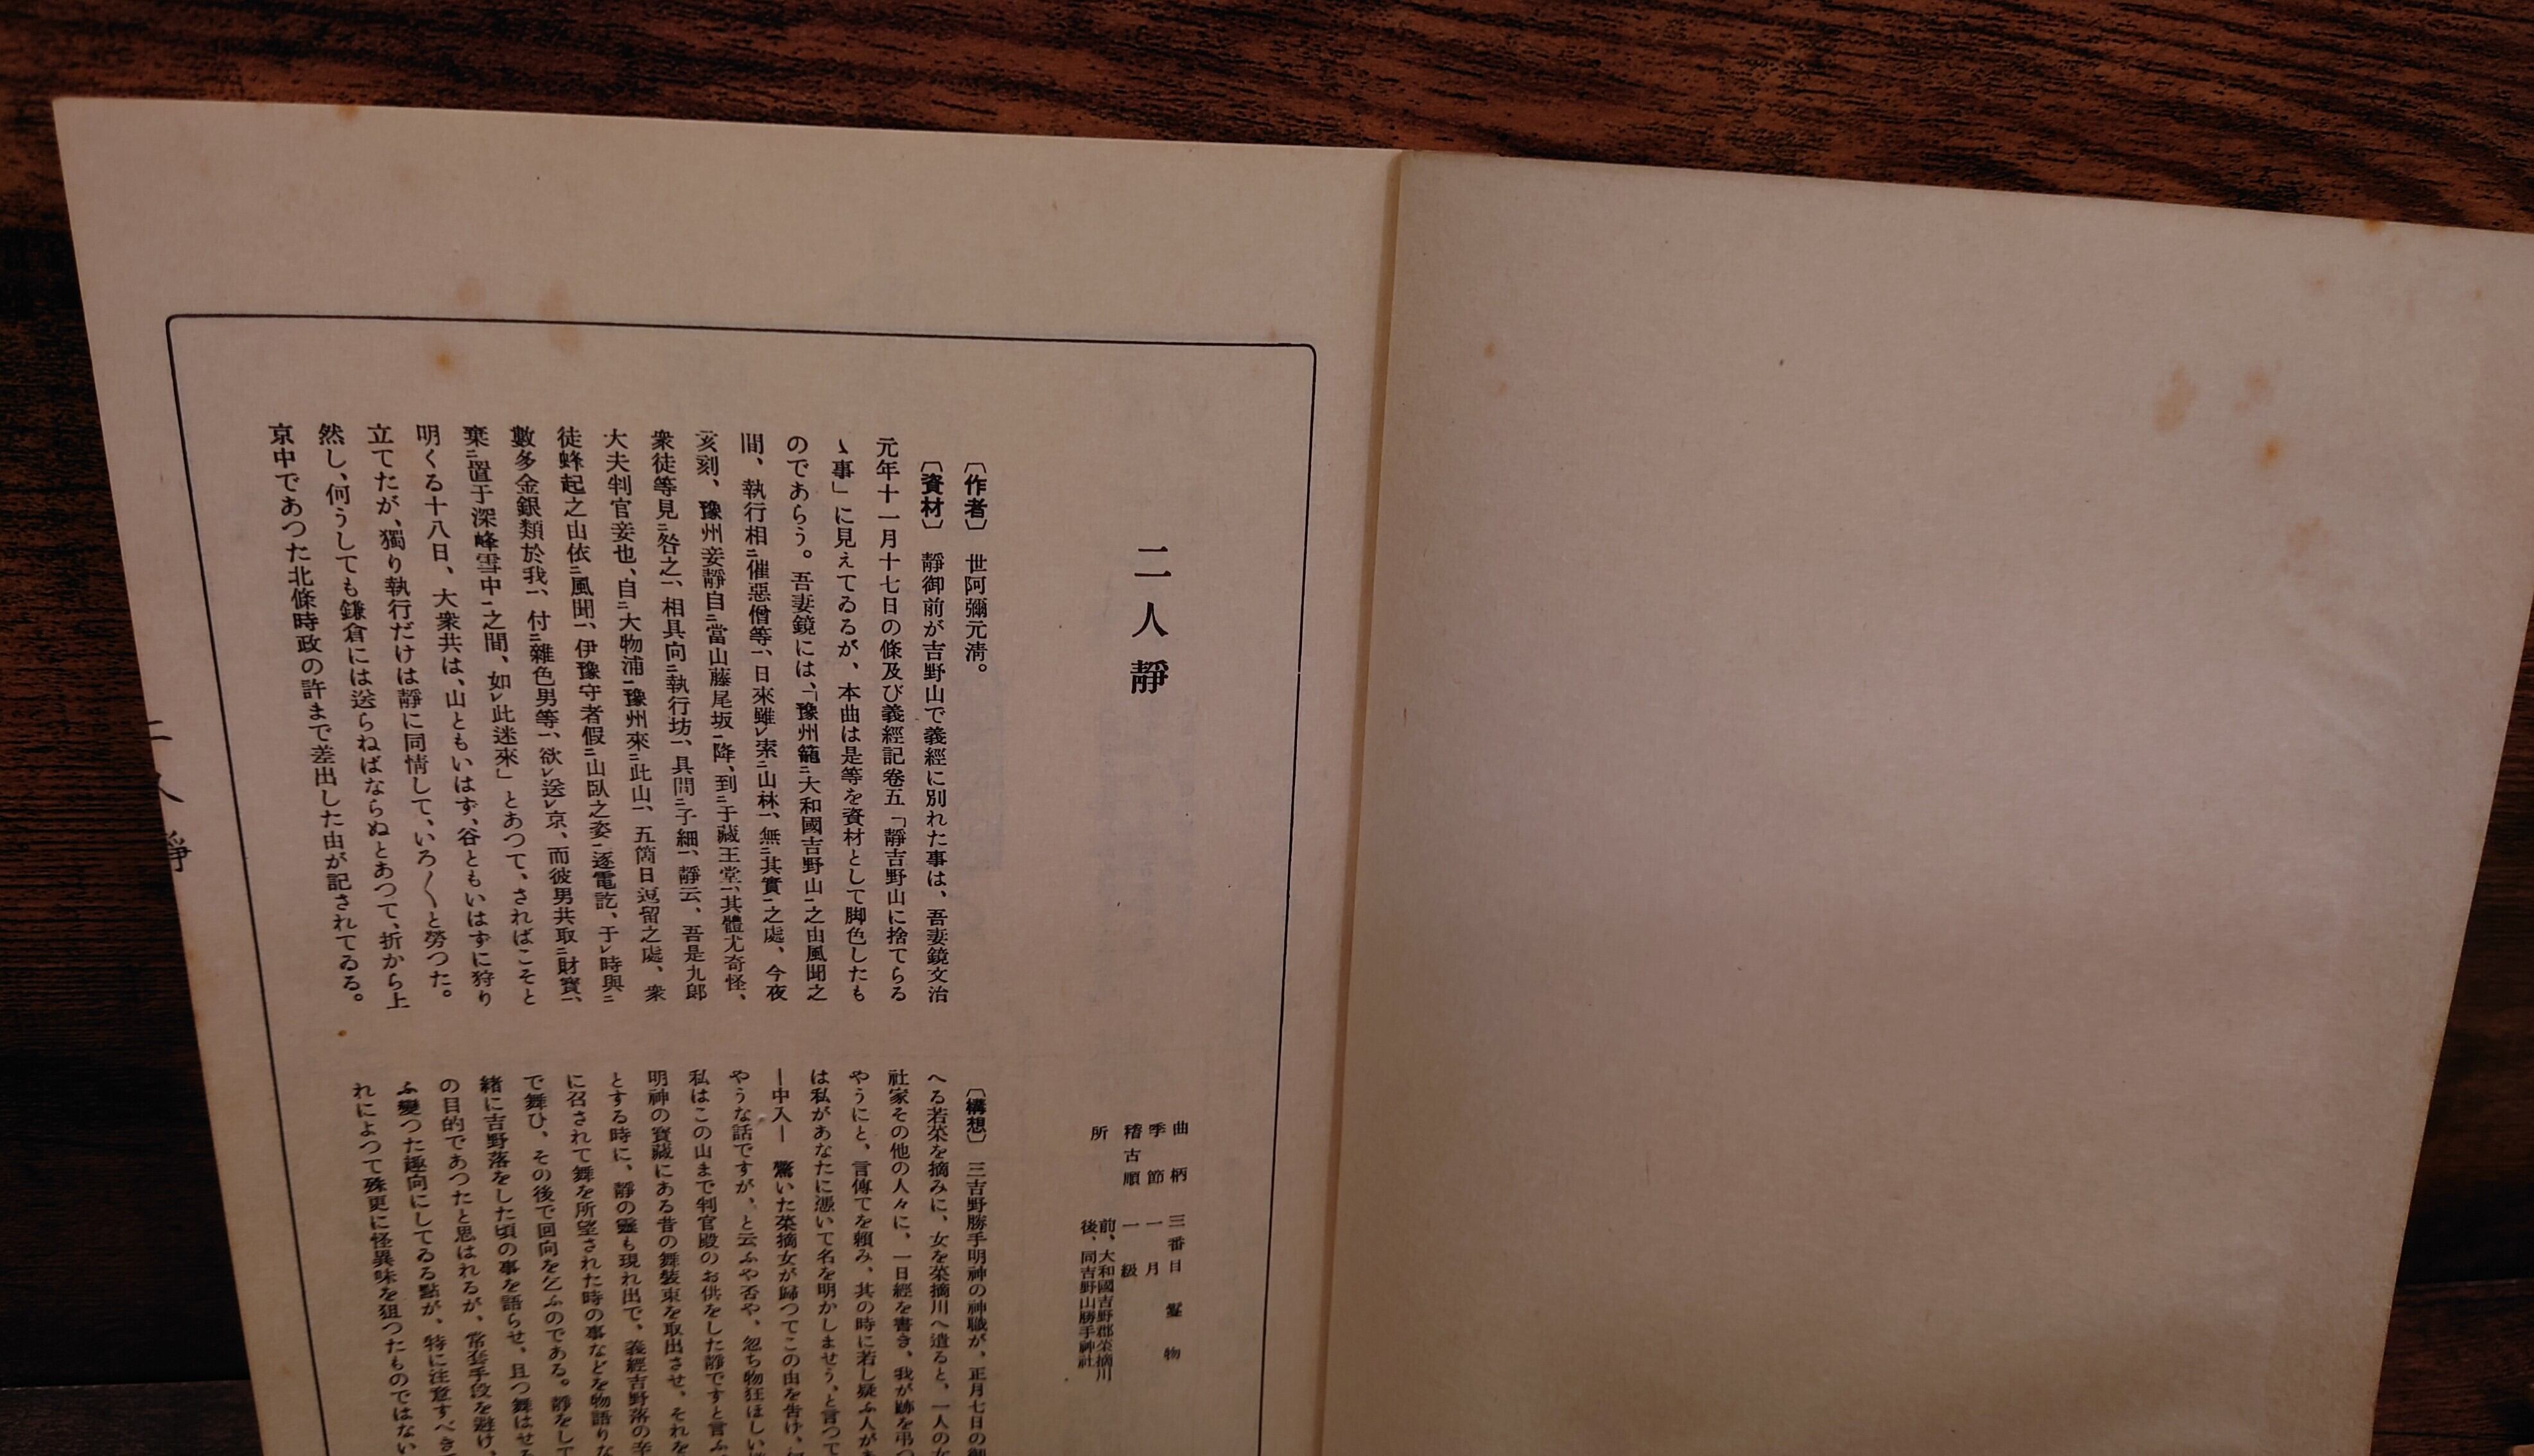 二人靜
曲柄 三番目 鬘物
季節 一月
稽古順 一級
所 前、大和國吉野郡菜摘川
後、同吉野山勝手神社
〔作者〕 世阿彌元淸。
〔資材〕 靜御前が吉野山で義經に別れた事は、吾妻鏡文治
元年十一月十七日の條及び義經記卷五「靜吉野山に捨てらる
ゝ事」に見えてゐるが、本曲は是等を資材として脚色したも
のであらう。吾妻鏡には、「豫州籠㆓大和國吉野山㆒之由風聞之
間、執行相㆓催惡僧等㆒、日來雖㆑索㆓山林㆒、無㆓其實㆒之處、今夜
亥刻、豫州妾靜自㆓當山藤尾坂㆒降、到㆓于藏王堂㆒、其體尤奇怪、
衆徒等見㆓咎之㆒、相具向㆓執行坊㆒、具問㆓子細㆒、靜云、吾是九郎
大夫判官妾也、自㆓大物浦㆒豫州來㆓此山㆒、五箇日逗留之處、衆
徒蜂起之由依㆓風聞㆒、伊豫守者假㆓山臥之姿㆒逐電訖、于㆑時與㆓
數多金銀類於我㆒、付㆓雜色男等㆒、欲㆑送㆑京、而彼男共取㆓財寶㆒、
棄㆓置于深峰雪中㆒之間、如㆑此迷來」とあつて、さればこそと
明くる十八日、大衆共は、山ともいはず、谷ともいはずに狩り
立てたが、獨り執行だけは靜に同情して、いろ〱と勞つた。
然し、何うしても鎌倉には送らねばならぬとあつて、折から上
京中であつた北條時政の許まで差出した由が記されてゐる。
〔構想〕 三吉野勝手明神の神職が、正月七日の御
へる若菜を摘みに、女を菜摘川へ遣ると、一人の女
社家その他の人々に、一日經を書き、我が跡を弔つ
やうにと、言傳てを賴み、其の時に若し疑ふ人があ
は私があなたに憑いて名を明かしませう、と言つて
―中入― 驚いた菜摘女が歸つてこの由を吿け、
やうな話ですが、と云ふや否や、忽ち物狂ほしい
私はこの山まで判官殿のお供をした靜ですと言ふ
明神の寶藏にある昔の舞裝束を取出させ、それを
とする時に、靜の靈も現れ出で、義經吉野落の辛
に召されて舞を所望された時の事などを物語りな
で舞ひ、その後で回向を乞ふのである。靜をして
緖に吉野落をした頃の事を語らせ、且つ舞はせる
の目的であつたと思はれるが、常套手段を避け、
ふ變つた趣向にしてゐる點が、特に注意すべき
れによつて殊更に怪異味を狙つたものではない
二人靜